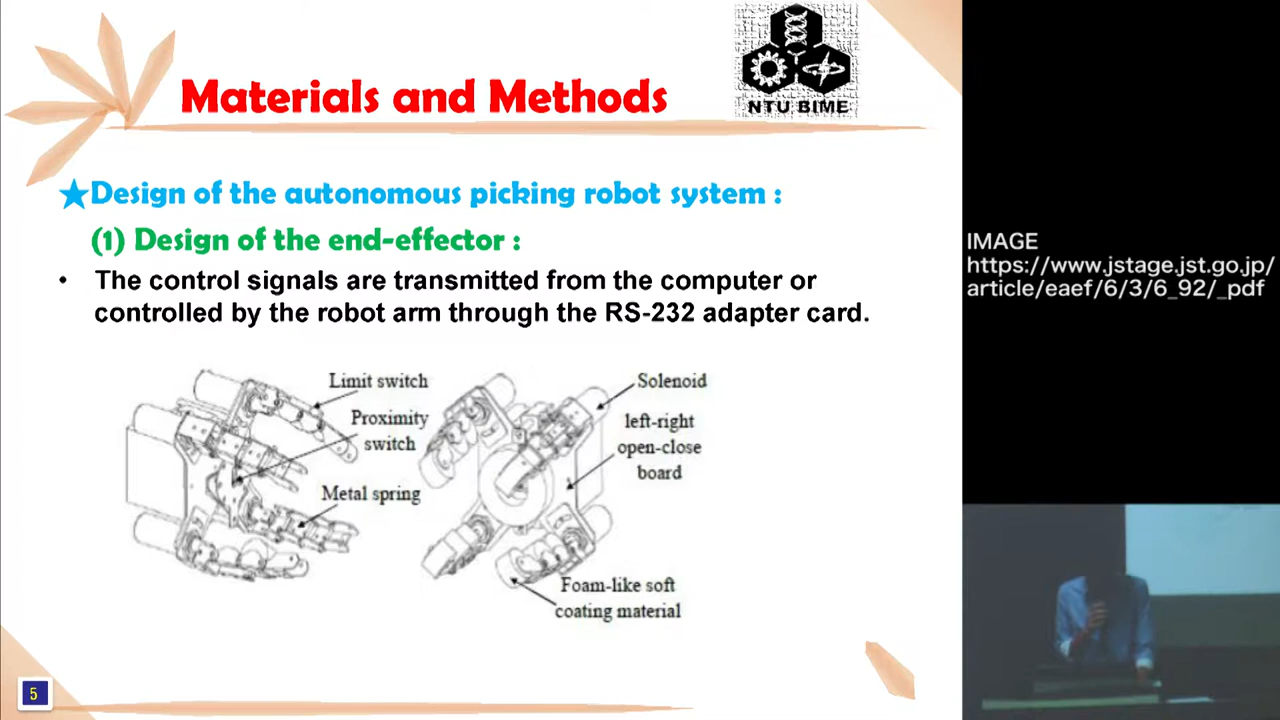 NTU BIME
Materials and Methods
Design of the autonomous picking robot system :
(1) Design of the end-effector :
• The control signals are transmitted from the computer or
controlled by the robot arm through the RS-232 adapter card.
Limit switch
Proximity
switch
Metal spring
Solenoid
left-right
open-close
board
Foam-like soft
coating material
5
IMAGE
https://www.jstage.jst.go.jp/
article/eaef/6/3/6_92/_pdf